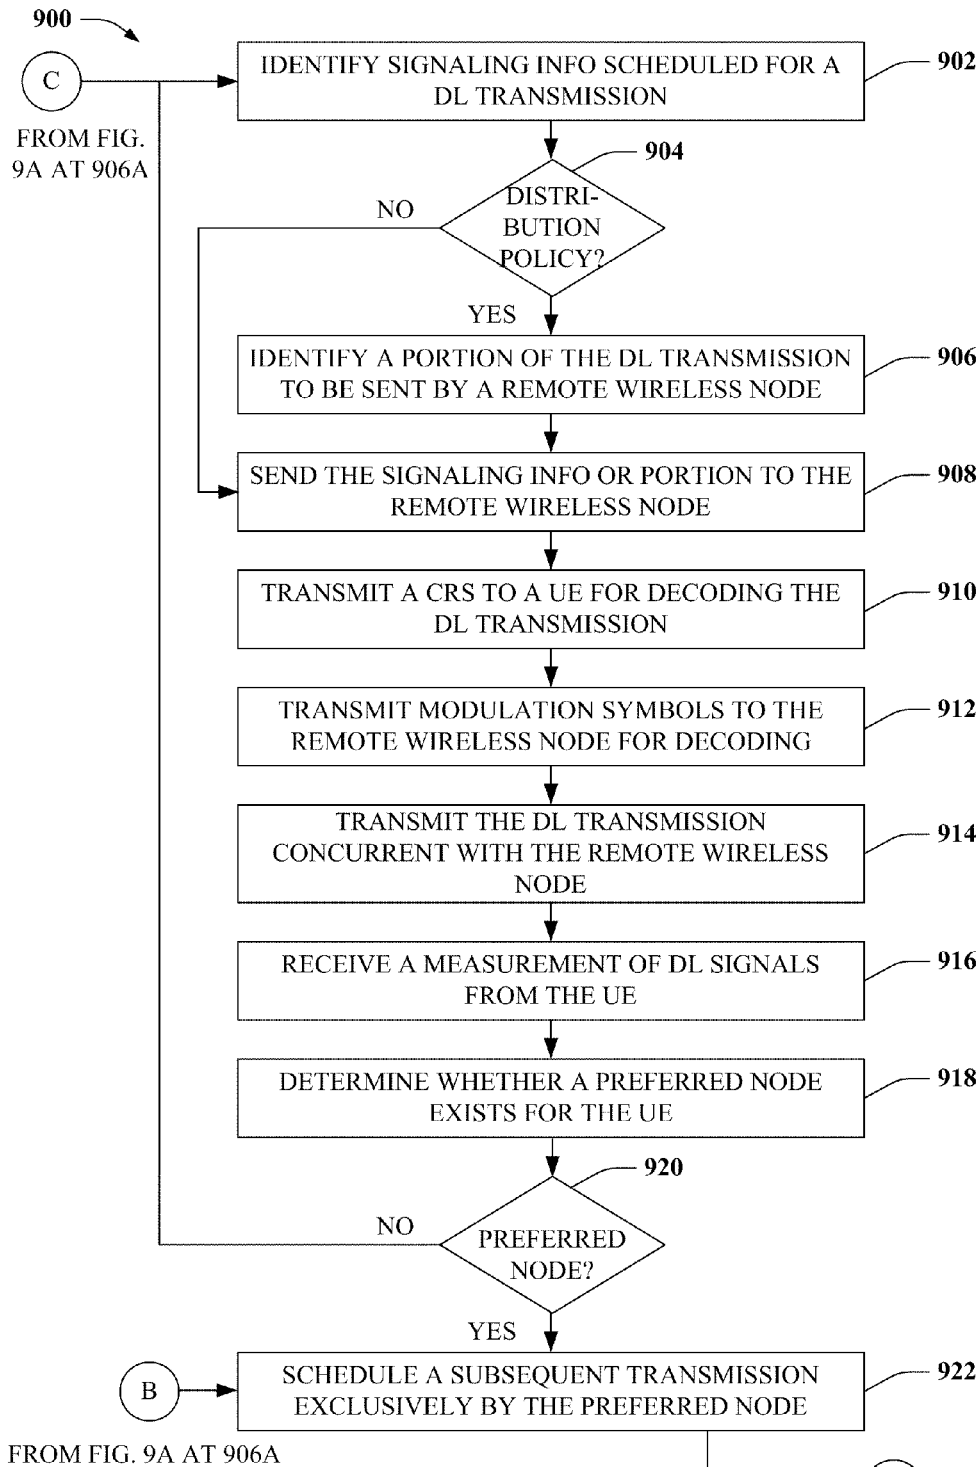 900
C
FROM FIG.
9A AT 906A
IDENTIFY SIGNALING INFO SCHEDULED FOR A
DL TRANSMISSION
902
904
DISTRI-
BUTION
POLICY?
NO
YES
IDENTIFY A PORTION OF THE DL TRANSMISSION
TO BE SENT BY A REMOTE WIRELESS NODE
906
SEND THE SIGNALING INFO OR PORTION TO THE
REMOTE WIRELESS NODE
908
TRANSMIT A CRS TO A UE FOR DECODING THE
DL TRANSMISSION
910
TRANSMIT MODULATION SYMBOLS TO THE
REMOTE WIRELESS NODE FOR DECODING
912
TRANSMIT THE DL TRANSMISSION
CONCURRENT WITH THE REMOTE WIRELESS
NODE
914
RECEIVE A MEASUREMENT OF DL SIGNALS
FROM THE UE
916
DETERMINE WHETHER A PREFERRED NODE
EXISTS FOR THE UE
918
920
NO
PREFERRED
NODE?
YES
SCHEDULE A SUBSEQUENT TRANSMISSION
EXCLUSIVELY BY THE PREFERRED NODE
922
B
FROM FIG. 9A AT 906A